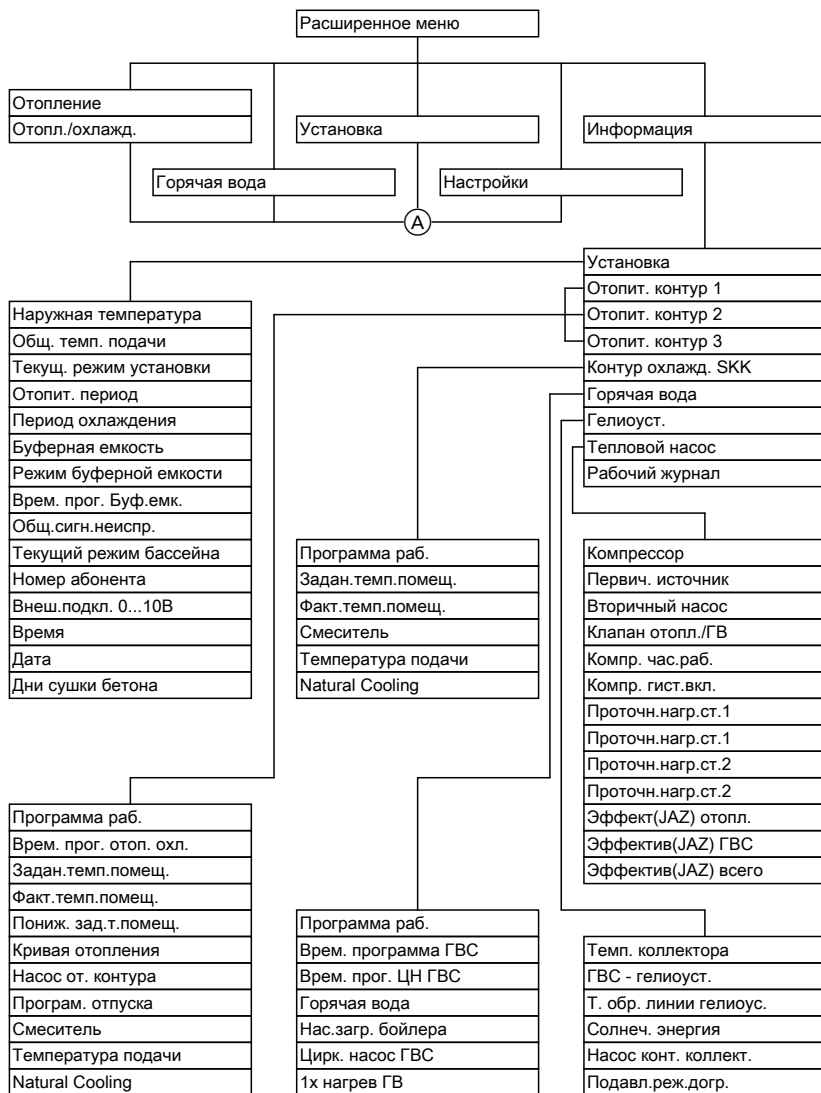 Расширенное меню
Отопление
Отопл./охлажд.
Установка
Информация
Горячая вода
Настройки
A
Установка
Отопит. контур 1
Отопит. контур 2
Отопит. контур 3
Контур охлажд. SKK
Горячая вода
Гелиоуст.
Тепловой насос
Рабочий журнал
Наружная температура
Общ. темп. подачи
Текущ. режим установки
Отопит. период
Период охлаждения
Буферная емкость
Режим буферной емкости
Врем. прог. Буф.емк.
Общ.сигн.неиспр.
Текущий режим бассейна
Номер абонента
Внеш.подкл. 0...10В
Время
Дата
Дни сушки бетона
Программа раб.
Задан.темп.помещ.
Факт.темп.помещ.
Смеситель
Температура подачи
Natural Cooling
Компрессор
Первич. источник
Вторичный насос
Клапан отопл./ГВ
Компр. час.раб.
Компр. гист.вкл.
Проточн.нагр.ст.1
Проточн.нагр.ст.1
Проточн.нагр.ст.2
Проточн.нагр.ст.2
Эффект(JAZ) отопл.
Эффектив(JAZ) ГВС
Эффектив(JAZ) всего
Программа раб.
Врем. прог. отоп. охл.
Задан.темп.помещ.
Факт.темп.помещ.
Пониж. зад.т.помещ.
Кривая отопления
Насос от. контура
Програм. отпуска
Смеситель
Температура подачи
Natural Cooling
Программа раб.
Врем. программа ГВС
Врем. прог. ЦН ГВС
Горячая вода
Нас.загр. бойлера
Цирк. насос ГВС
1x нагрев ГВ
Темп. коллектора
ГВС - гелиоуст.
Т. обр. линии гелиоус.
Солнеч. энергия
Насос конт. коллект.
Подавл.реж.догр.